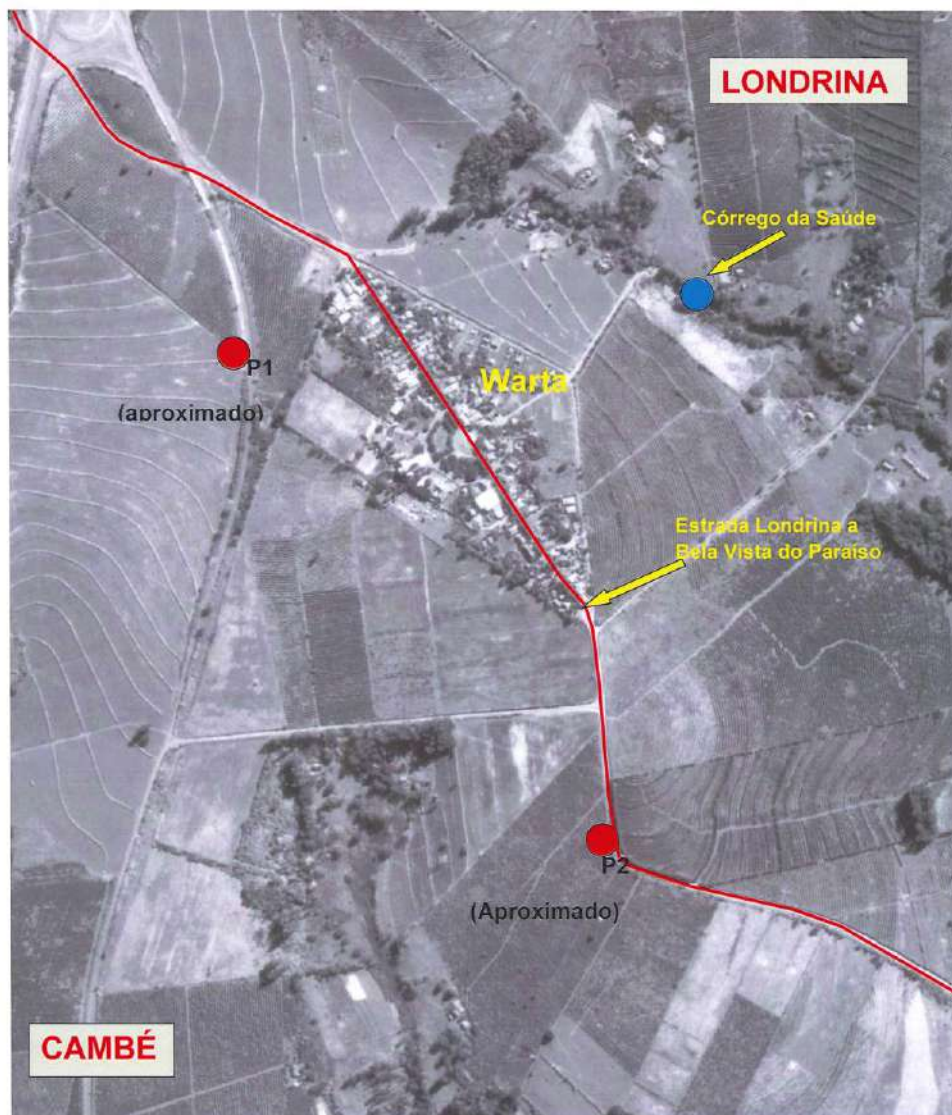 LONDRINA
Córrego da Saúde
Warta
P1
(aproximado)
Estrada Londrina a
Bela Vista do Paraíso
P2
(Aproximado)
CAMBÉ